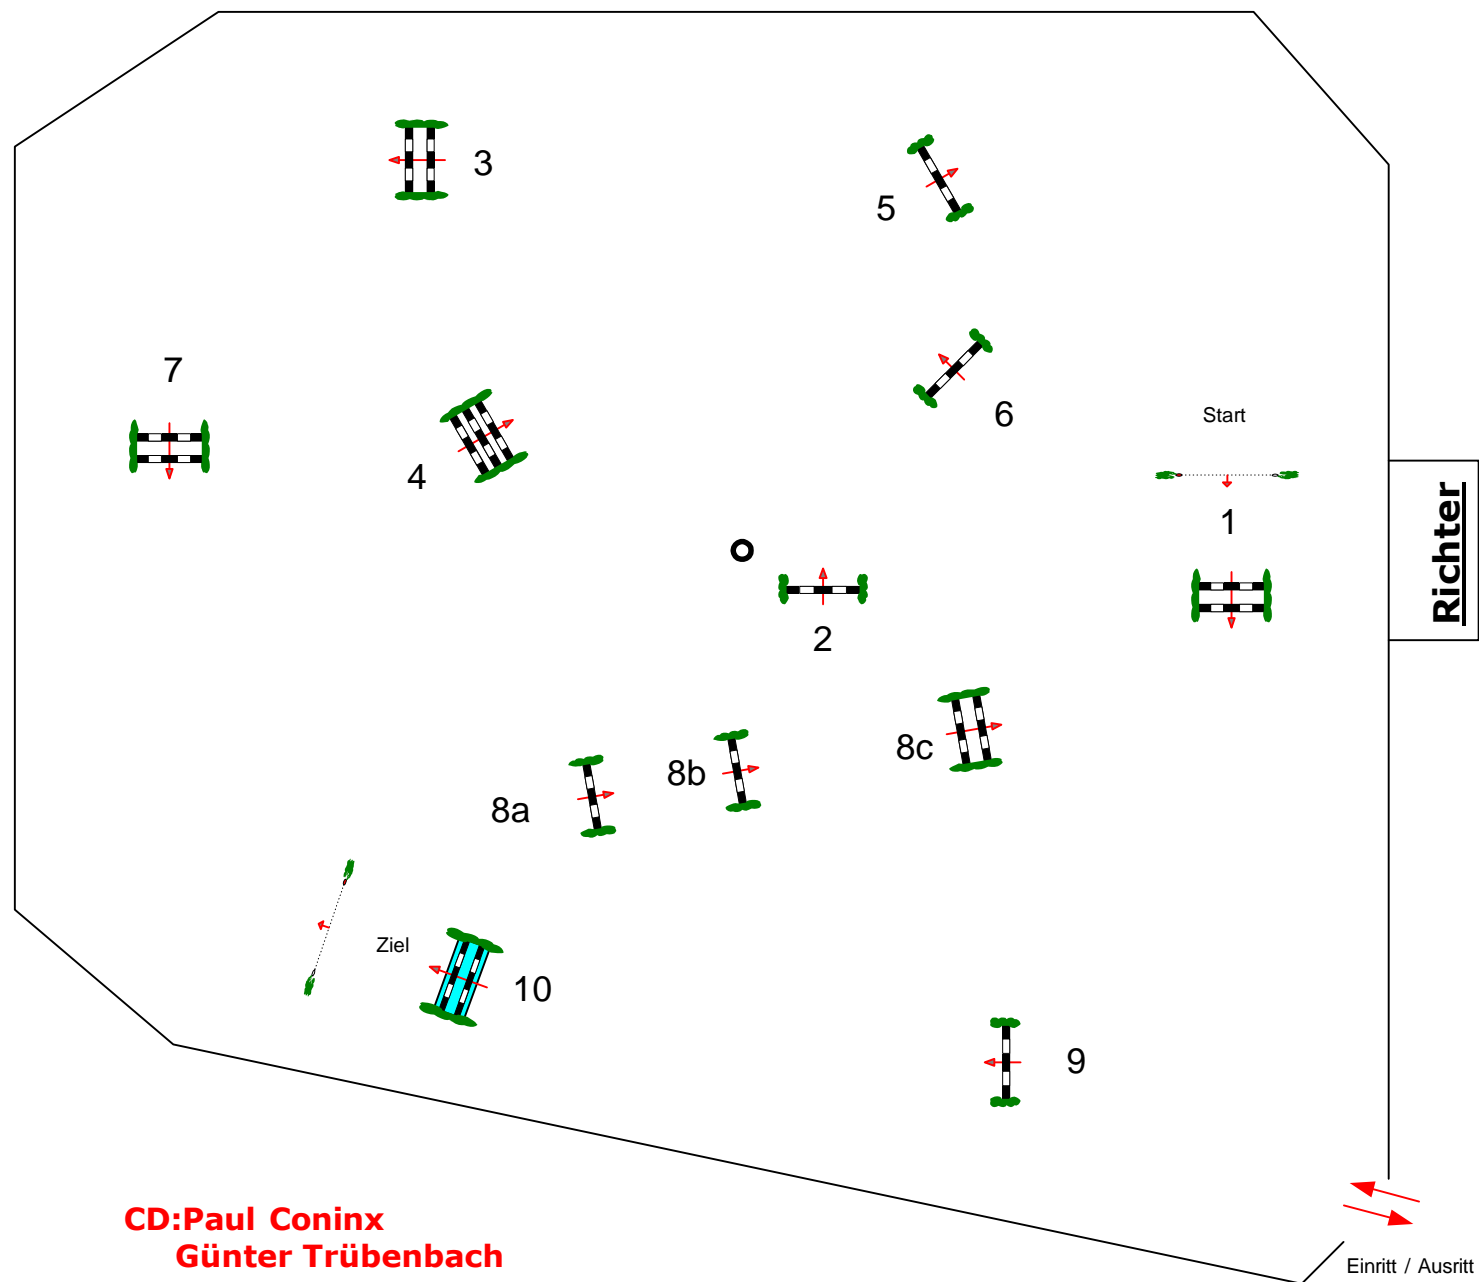 3
5
7
6
Start
4
1
Richter
2
8c
8b
8a
Ziel
10
9
CD:Paul Coninx
Günter Trübenbach
Einritt / Ausritt